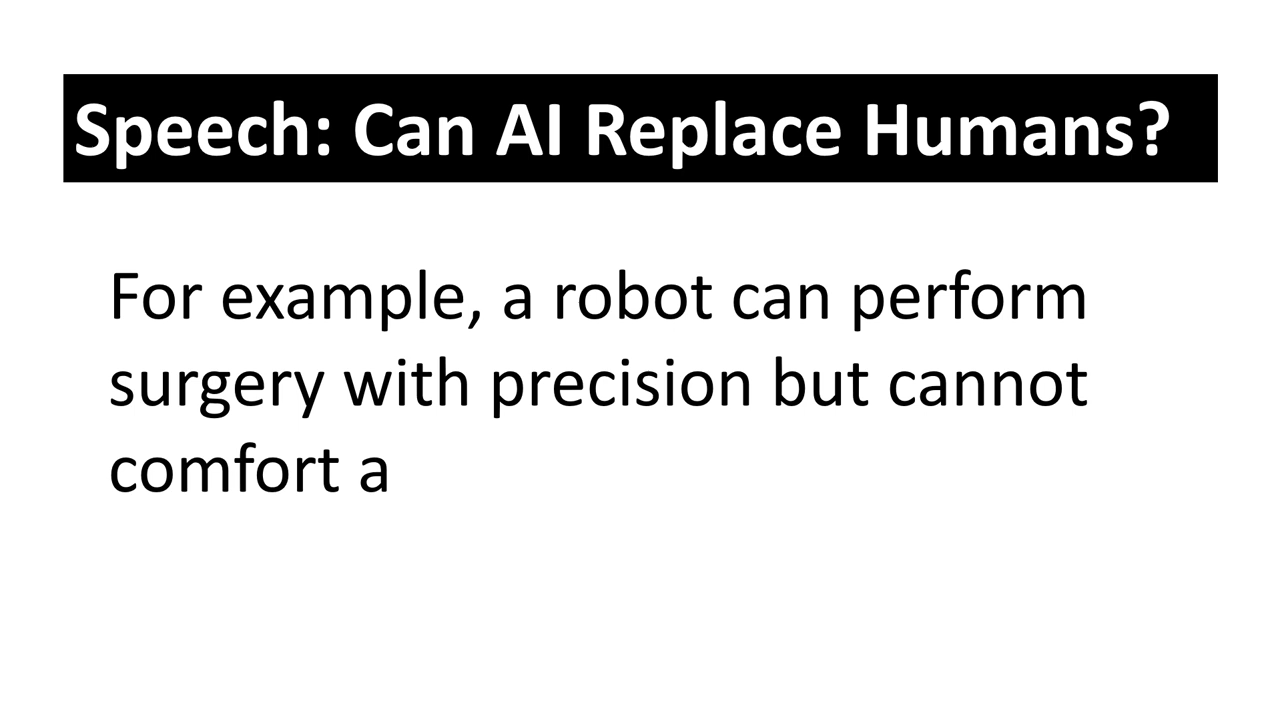 Speech: Can AI Replace Humans?
For example, a robot can perform
surgery with precision but cannot
comfort a